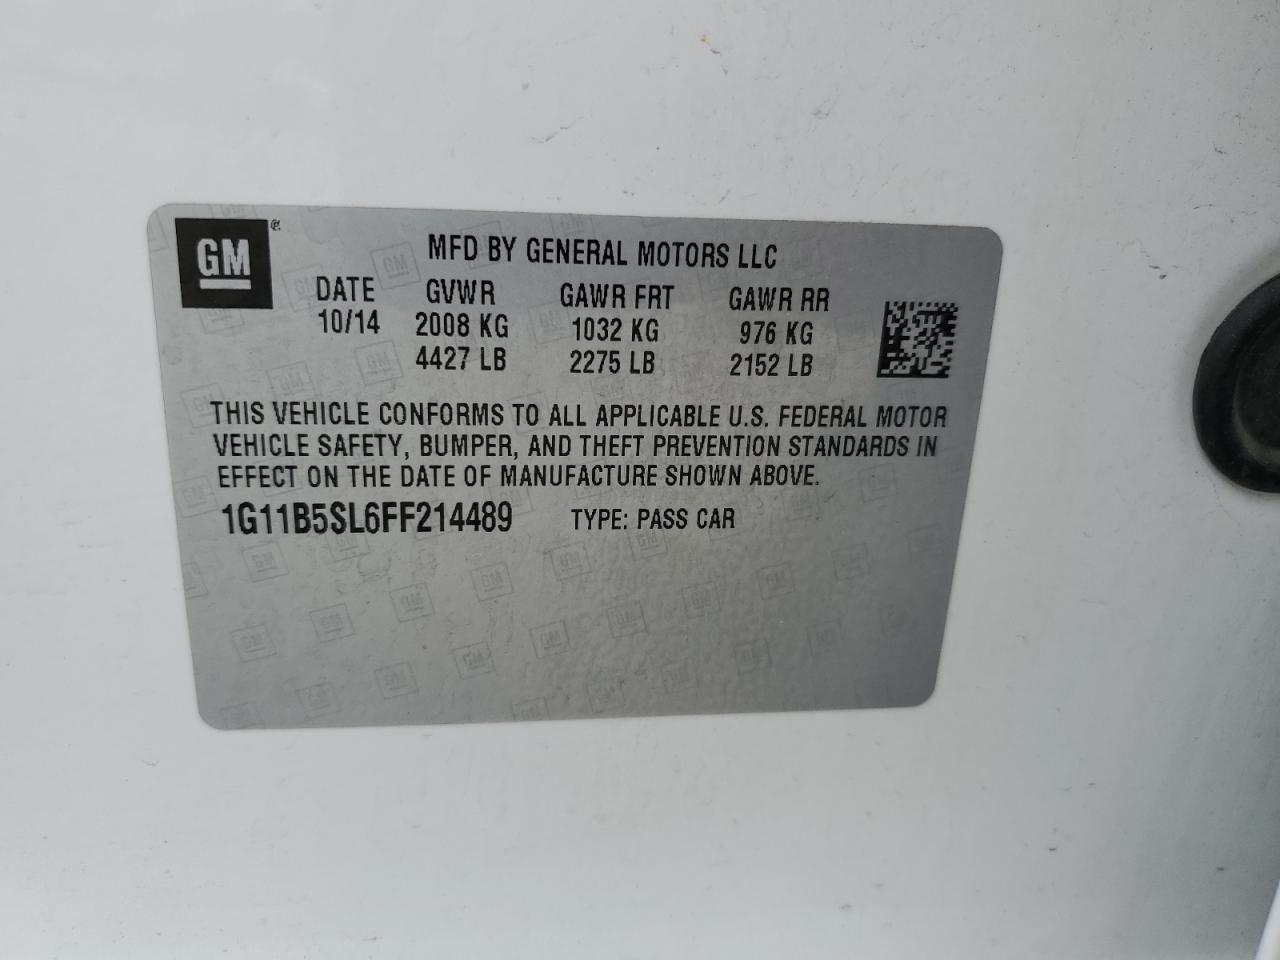 GM ®
MFD BY GENERAL MOTORS LLC
DATE GVWR GAWR FRT GAWR RR
10/14 2008 KG 1032 KG 976 KG
4427 LB 2275 LB 2152 LB
THIS VEHICLE CONFORMS TO ALL APPLICABLE U.S. FEDERAL MOTOR
VEHICLE SAFETY, BUMPER, AND THEFT PREVENTION STANDARDS IN
EFFECT ON THE DATE OF MANUFACTURE SHOWN ABOVE.
1G11B5SL6FF214489 TYPE: PASS CAR